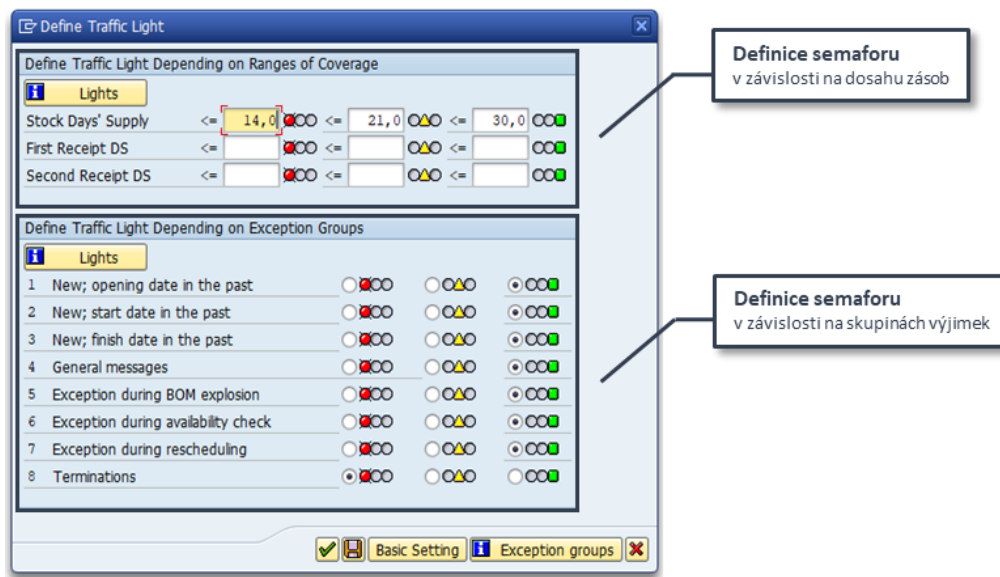 Define Traffic Light
Define Traffic Light Depending on Ranges of Coverage
Lights
Stock Days' Supply <= 14,0 <= 21,0 <= 30,0
First Receipt DS <= <= <=
Second Receipt DS <= <= <=
Define Traffic Light Depending on Exception Groups
Lights
1 New; opening date in the past
2 New; start date in the past
3 New; finish date in the past
4 General messages
5 Exception during BOM explosion
6 Exception during availability check
7 Exception during rescheduling
8 Terminations
Basic Setting Exception groups
Definice semaforu
v závislosti na dosahu zásob
Definice semaforu
v závislosti na skupinách výjimek